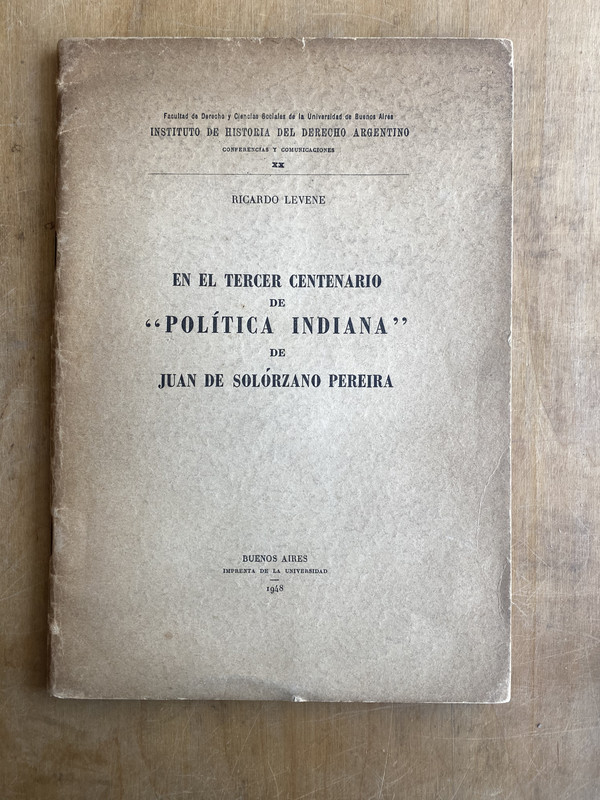 Facultad de Derecho y Ciencias Sociales de la Universidad de Buenos Aires
INSTITUTO DE HISTORIA DEL DERECHO ARGENTINO
CONFERENCIAS Y COMUNICACIONES
XX
RICARDO LEVENE
EN EL TERCER CENTENARIO
DE
“POLÍTICA INDIANA”
DE
JUAN DE SOLÓRZANO PEREIRA
BUENOS AIRES
IMPRENTA DE LA UNIVERSIDAD
1948